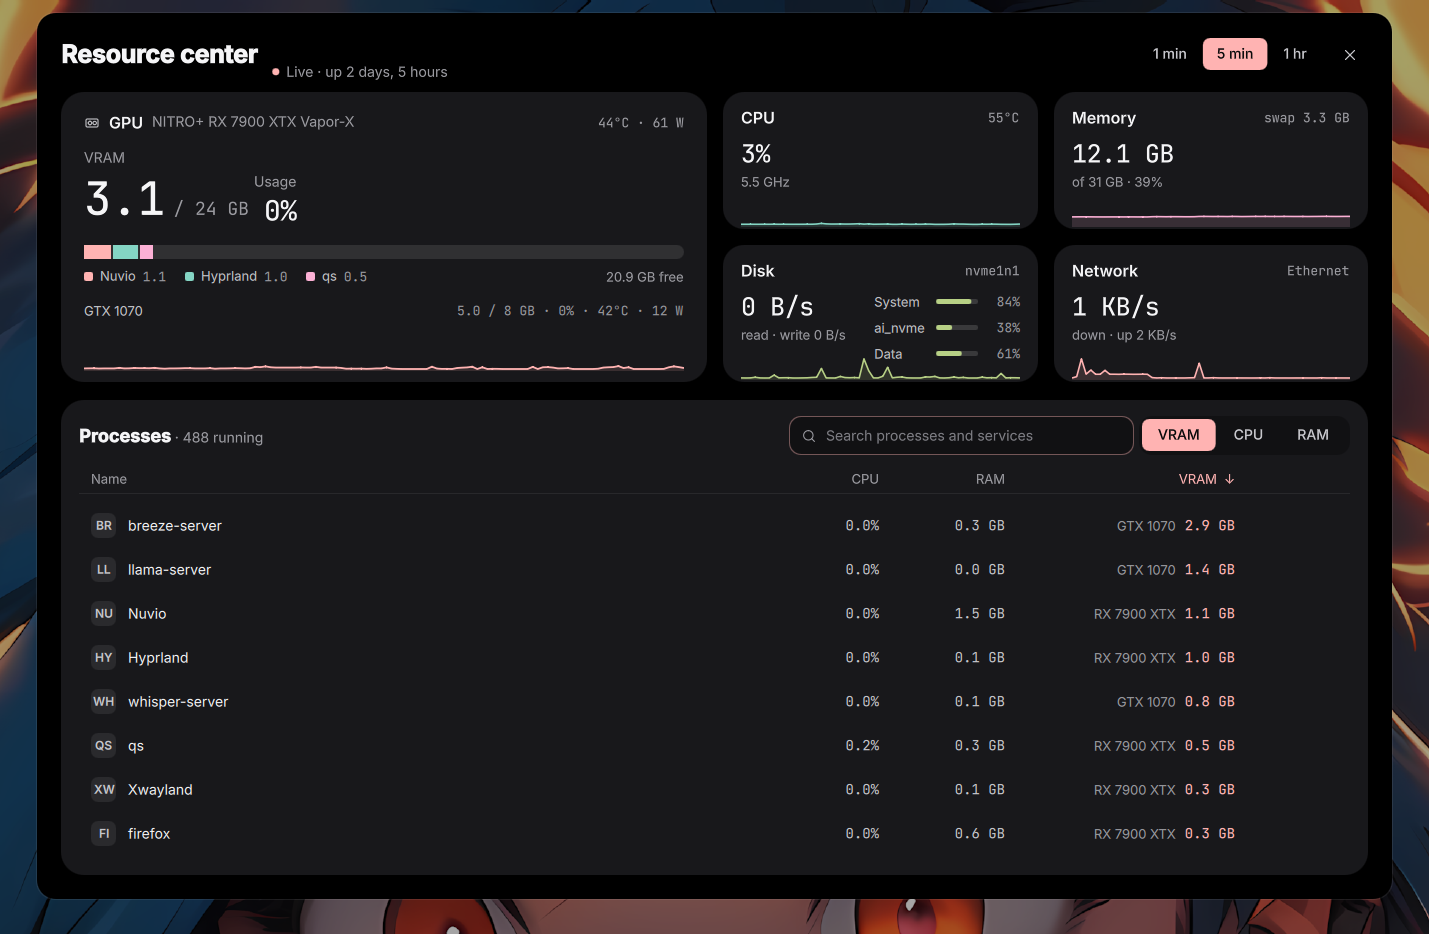 Resource center
Live · up 2 days, 5 hours
1 min 5 min 1 hr
GPU NITRO+ RX 7900 XTX Vapor-X 44°C · 61 W
VRAM
Usage
3.1 / 24 GB 0%
Nuvio 1.1 Hyprland 1.0 qs 0.5 20.9 GB free
GTX 1070 5.0 / 8 GB · 0% · 42°C · 12 W
CPU 55°C
3%
5.5 GHz
Memory swap 3.3 GB
12.1 GB
of 31 GB · 39%
Disk nvme1n1
0 B/s
read · write 0 B/s
System 84%
ai_nvme 38%
Data 61%
Network Ethernet
1 KB/s
down · up 2 KB/s
Processes · 488 running
Search processes and services
VRAM CPU RAM
Name CPU RAM VRAM ↓
BR breeze-server 0.0% 0.3 GB GTX 1070 2.9 GB
LL llama-server 0.0% 0.0 GB GTX 1070 1.4 GB
NU Nuvio 0.0% 1.5 GB RX 7900 XTX 1.1 GB
HY Hyprland 0.0% 0.1 GB RX 7900 XTX 1.0 GB
WH whisper-server 0.0% 0.1 GB GTX 1070 0.8 GB
QS qs 0.2% 0.3 GB RX 7900 XTX 0.5 GB
XW Xwayland 0.0% 0.1 GB RX 7900 XTX 0.3 GB
FI firefox 0.0% 0.6 GB RX 7900 XTX 0.3 GB